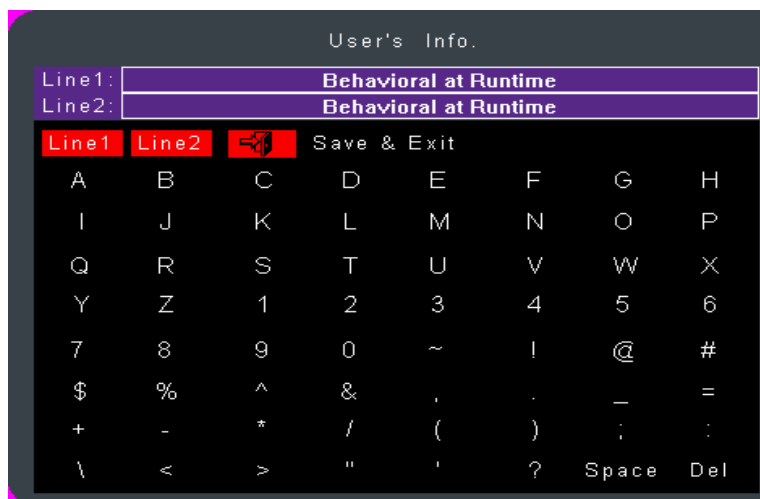 User's Info.
Line1: Behavioral at Runtime
Line2: Behavioral at Runtime
Line1 Line2 Save & Exit
A B C D E F G H
I J K L M N O P
Q R S T U V W X
Y Z 1 2 3 4 5 6
7 8 9 0 ~ ! @ #
$ % ^ & , . _ =
+ - * / ( ) ; :
\ < > " ' ? Space Del